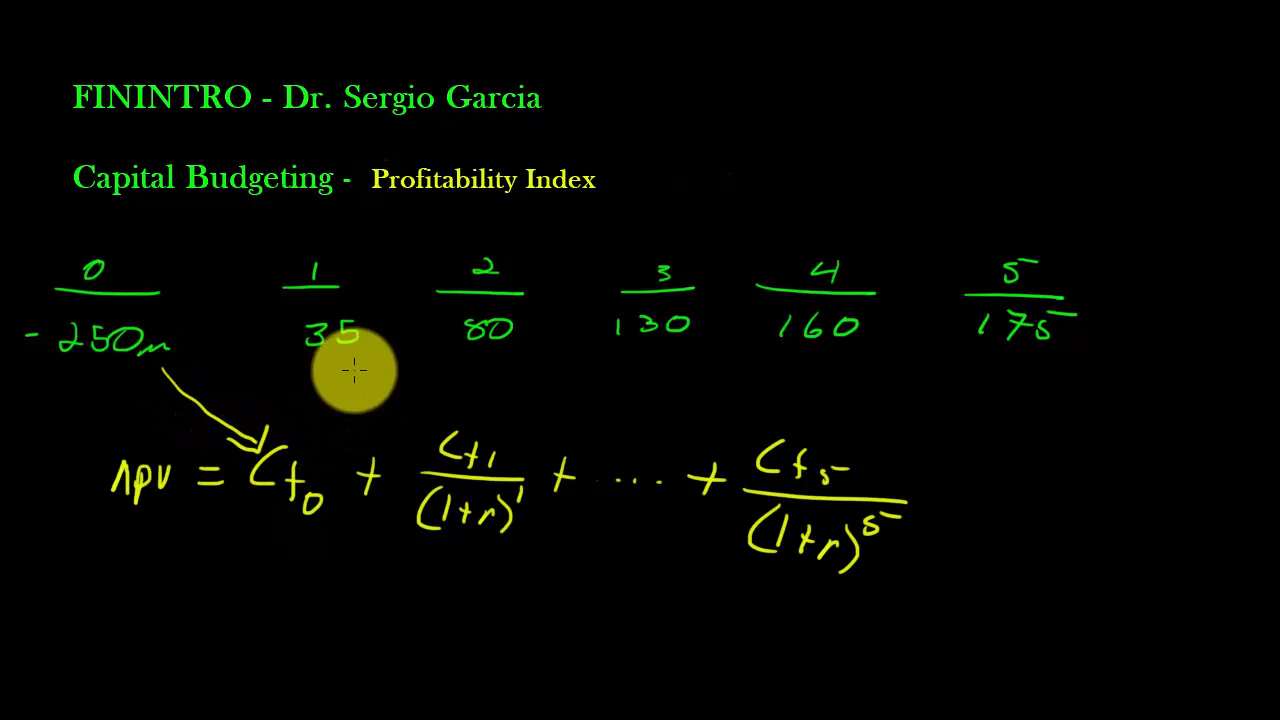 FININTRO - Dr. Sergio Garcia
Capital Budgeting - Profitability Index
0 1 2 3 4 5
-250m 35 80 130 160 175
npv = Cf0 + Cf1/(1+r)^1 + .... + Cf5/(1+r)^5